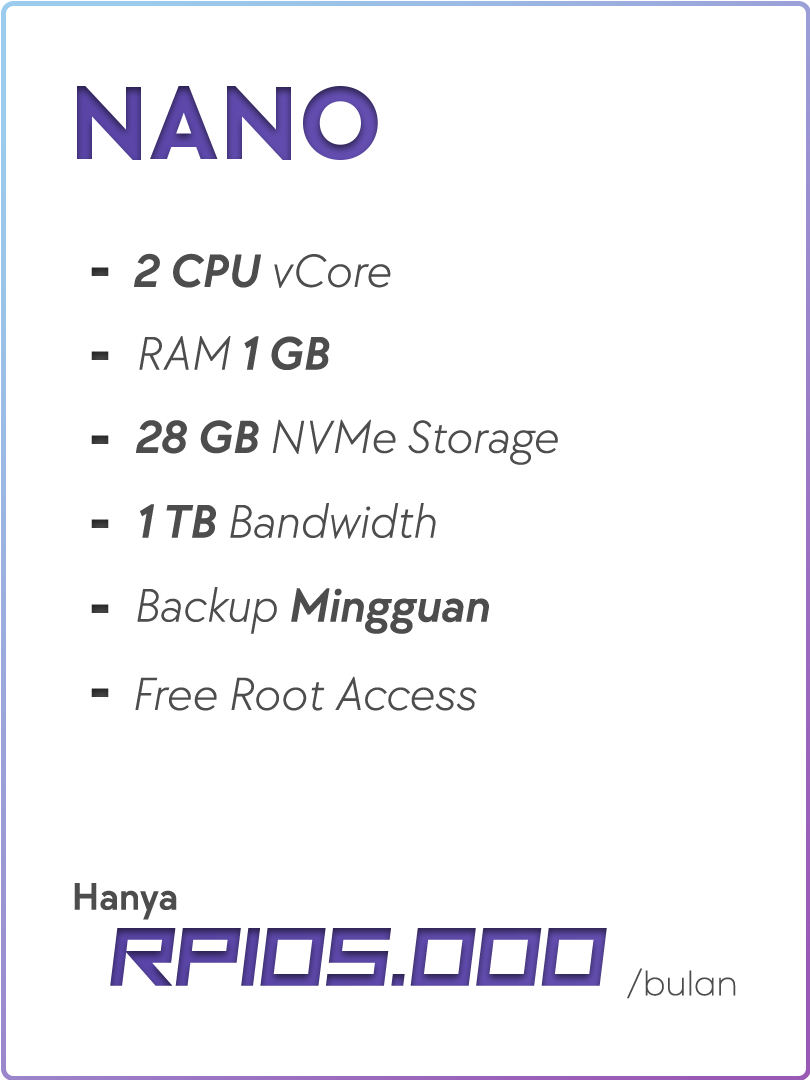 NANO
- 2 CPU vCore
- RAM 1 GB
- 28 GB NVMe Storage
- 1 TB Bandwidth
- Backup Mingguan
- Free Root Access
Hanya
RP105.000 /bulan